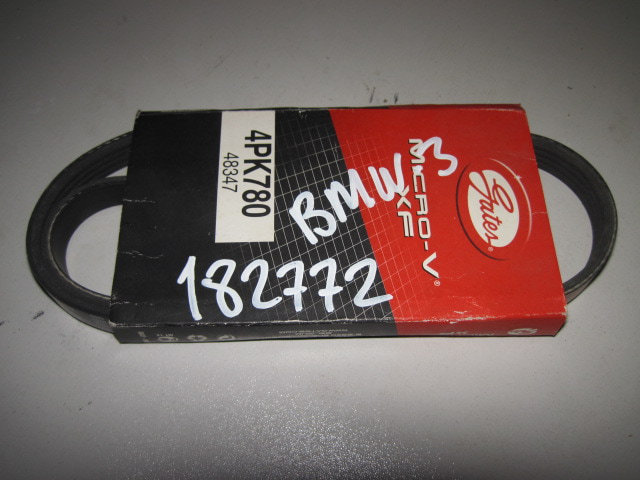 4PK780
48347
BMW 3
182772
MICRO-V®
XF
Gates®